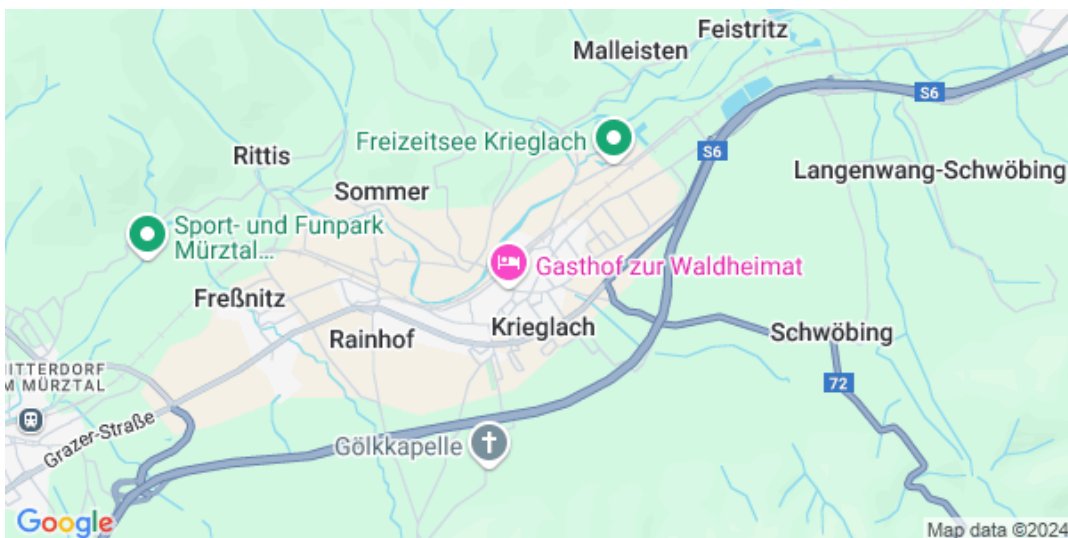 Feistritz
Malleisten
S6
Freizeitsee Krieglach
S6
Rittis
Langenwang-Schwöbing
Sommer
Sport- und Funpark
Mürztal...
Gasthof zur Waldheimat
Freßnitz
Krieglach
Rainhof
Schwöbing
ITTERDORF
M MÜRZTAL
72
Grazer-Straße
Gölkkapelle
Google
Map data ©2024